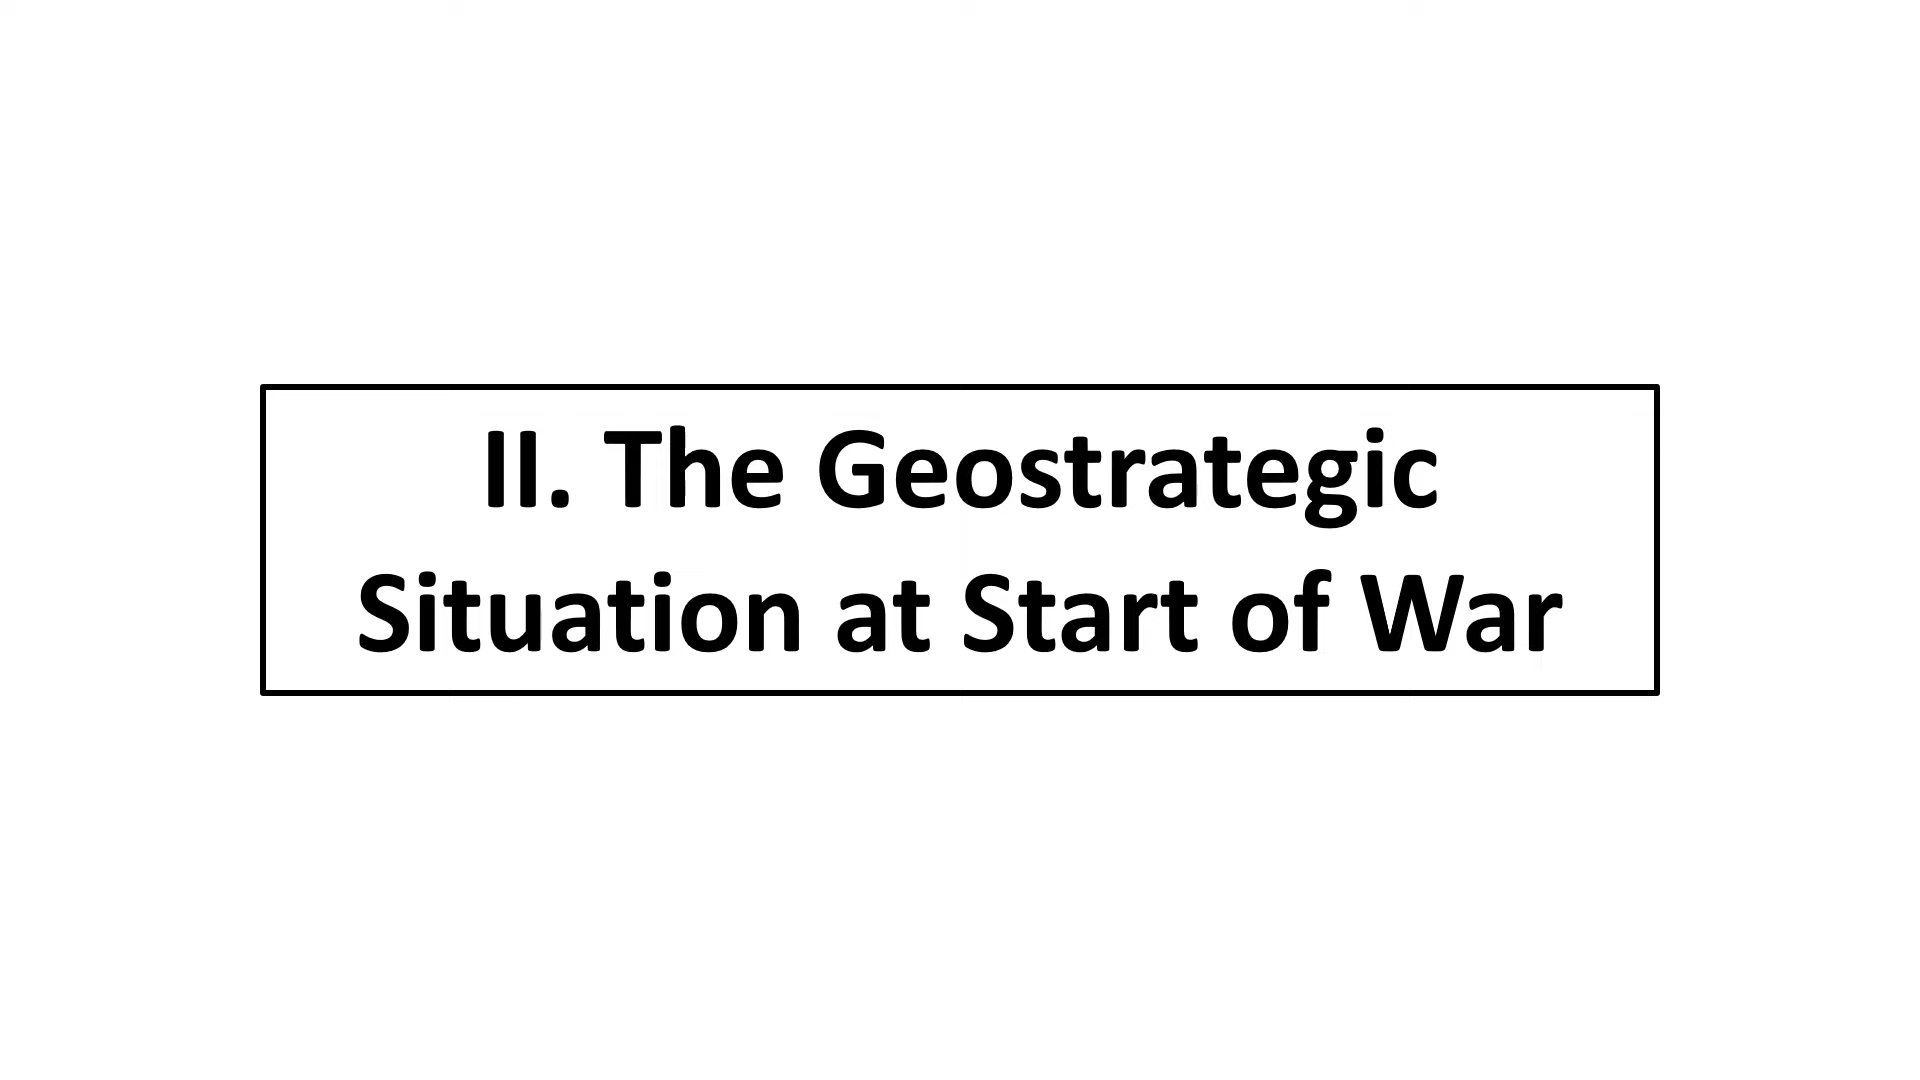 II. The Geostrategic
Situation at Start of War